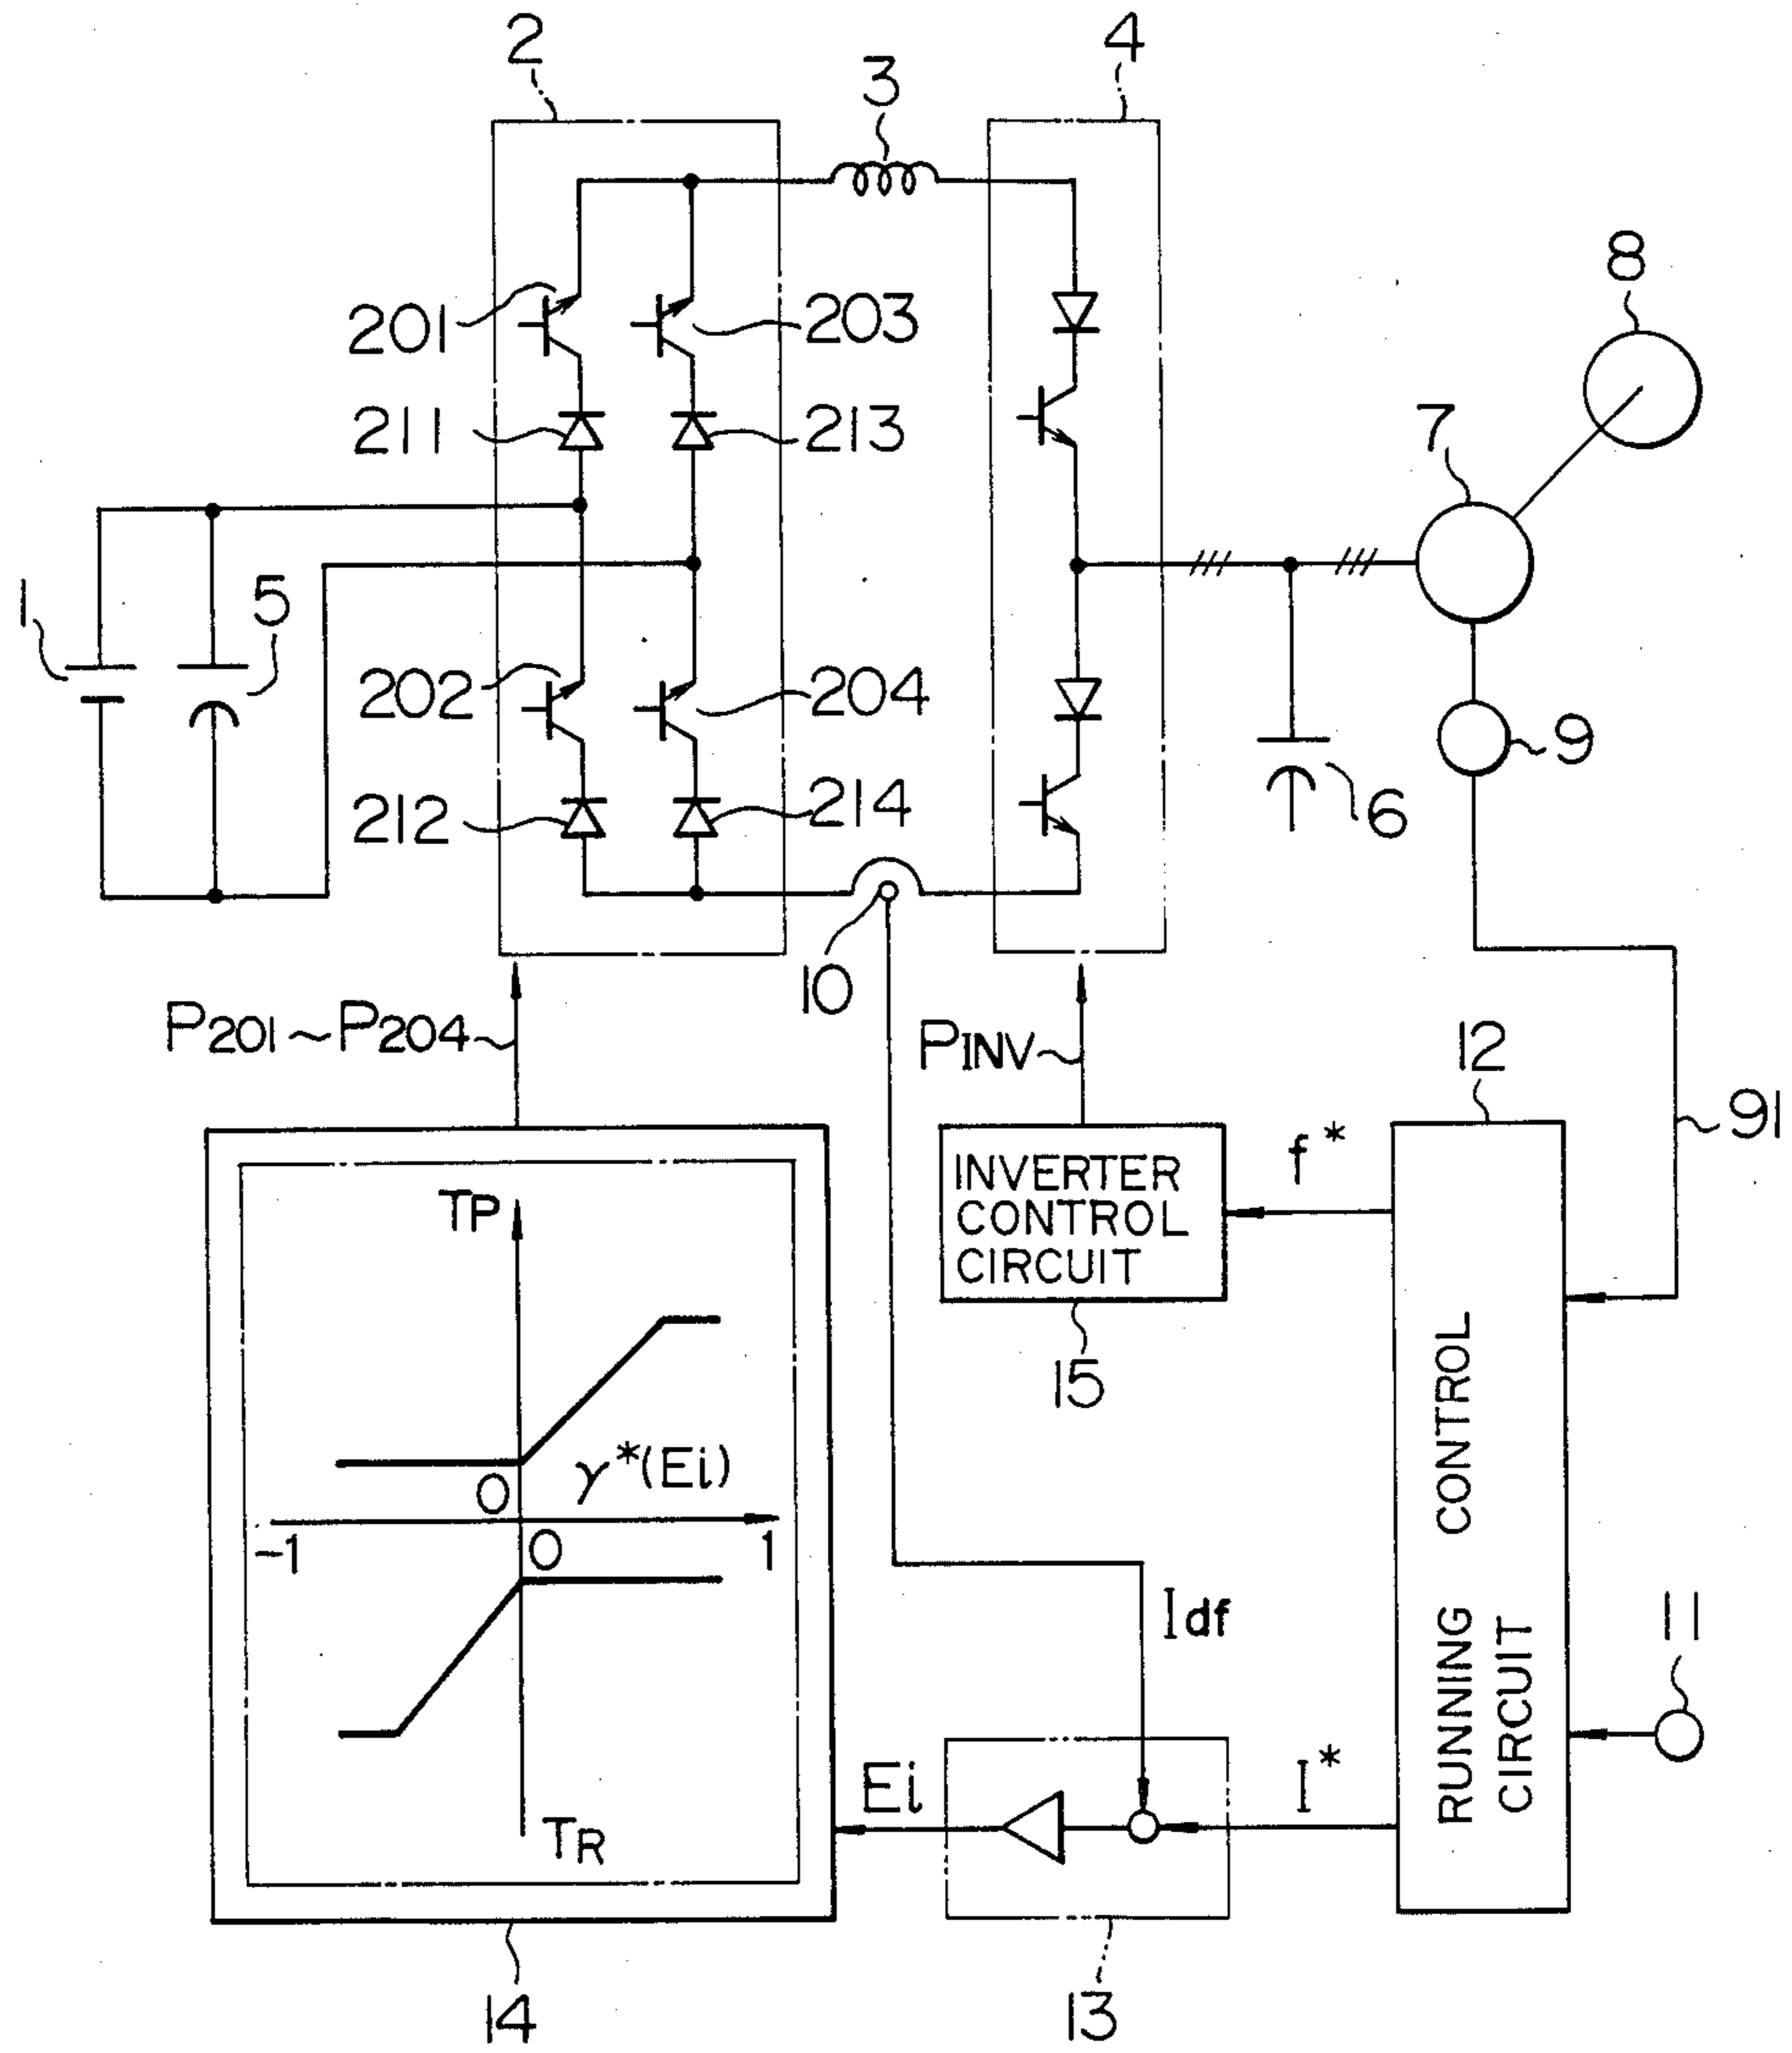 2
4
3
8
201
203
7
211
213
1
5
202
204
9
212
214
6
10
P201~P204
PINV
12
91
f*
INVERTER
CONTROL
CIRCUIT
TP
15
γ*(Ei)
0
-1
0
1
Idf
RUNNING CONTROL
CIRCUIT
11
Ei
I*
TR
14
13